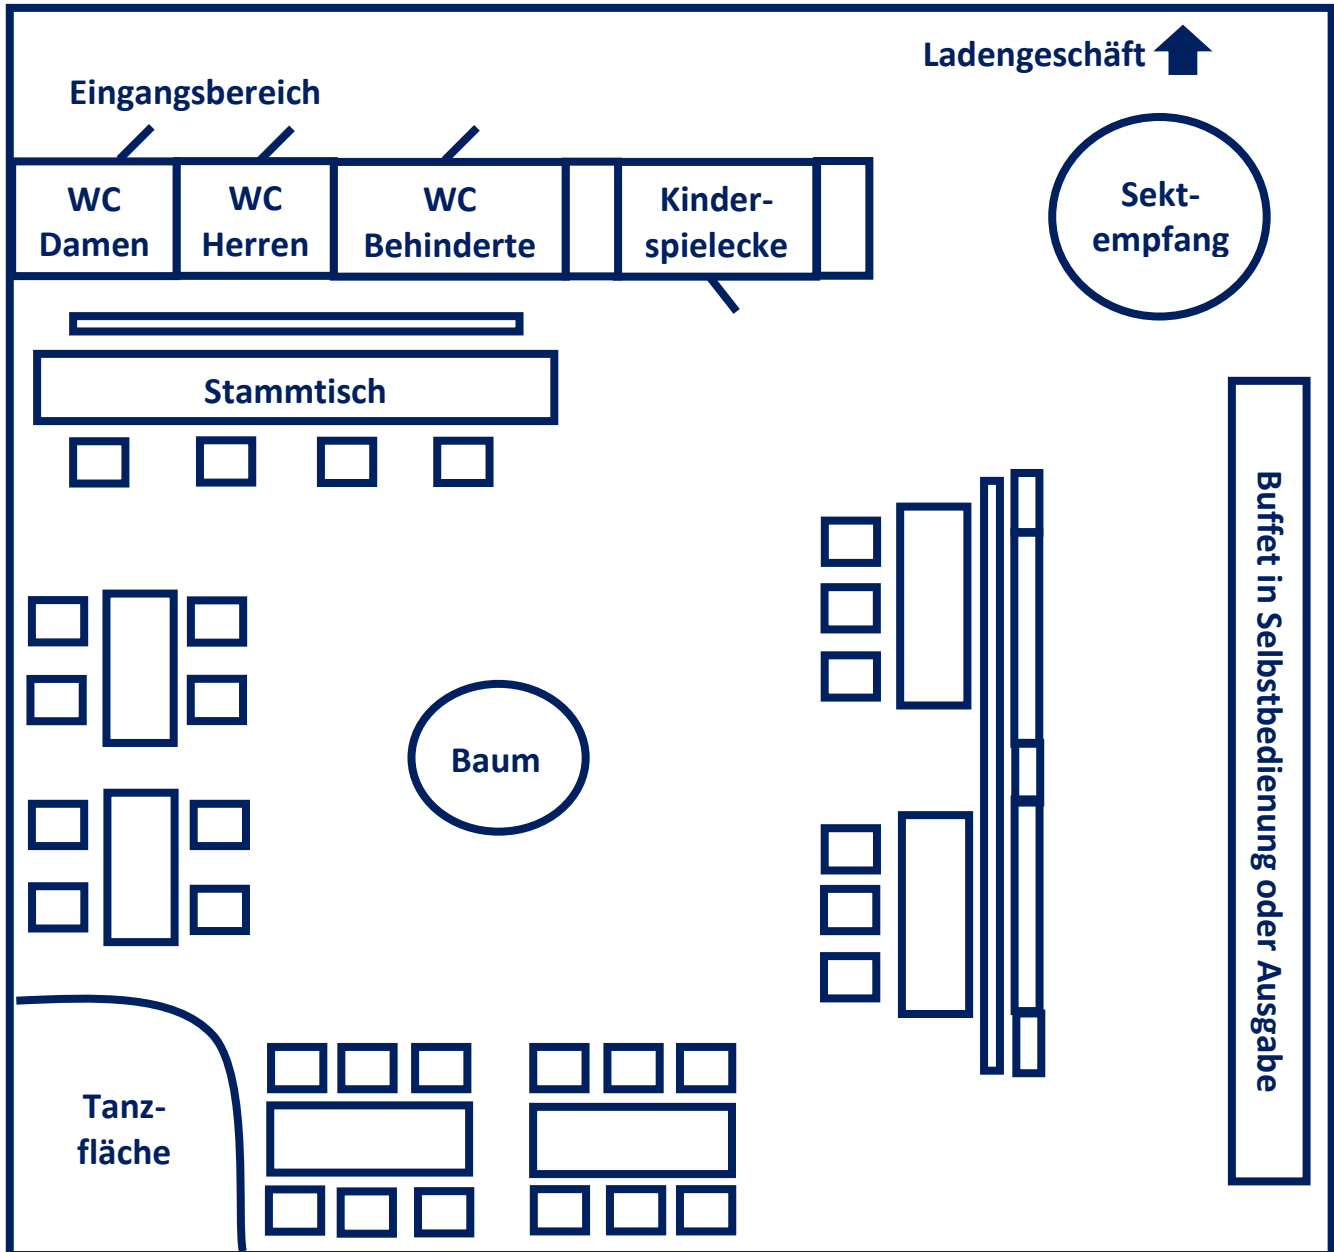 Ladengeschäft
Eingangsbereich
WC
Damen
WC
Herren
WC
Behinderte
Kinder-
spielecke
Sekt-
empfang
Stammtisch
Buffet in Selbstbedienung oder Ausgabe
Baum
Tanz-
fläche